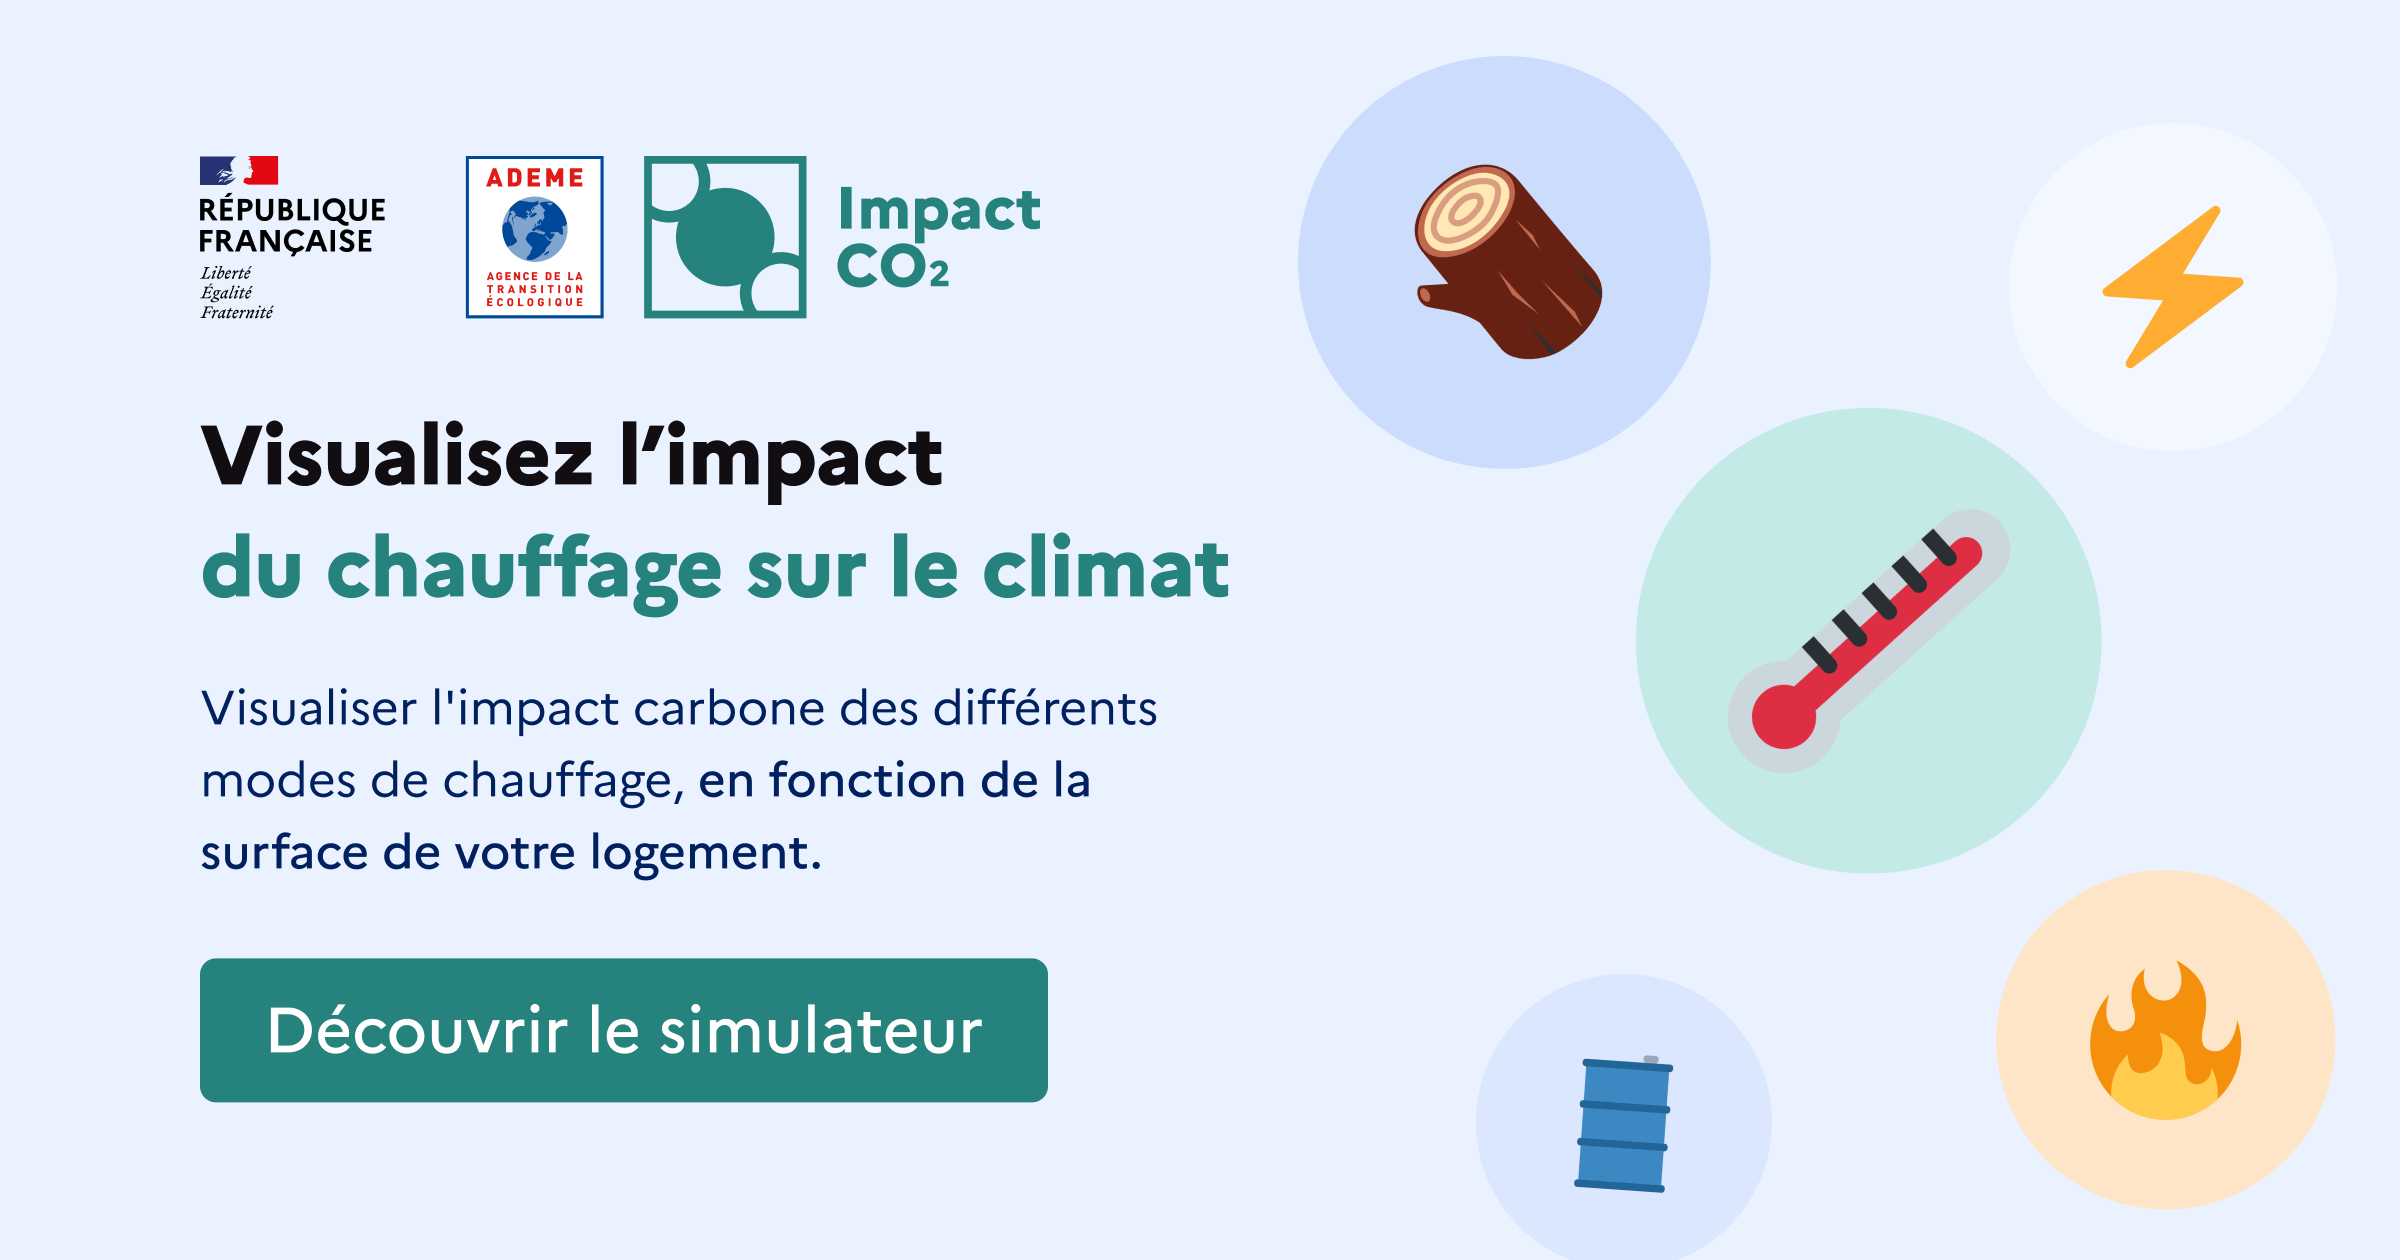 RÉPUBLIQUE
FRANÇAISE
Liberté
Égalité
Fraternité
ADEME
AGENCE DE LA
TRANSITION
ÉCOLOGIQUE
Impact
CO2
Visualisez l’impact
du chauffage sur le climat
Visualiser l'impact carbone des différents
modes de chauffage, en fonction de la
surface de votre logement.
Découvrir le simulateur